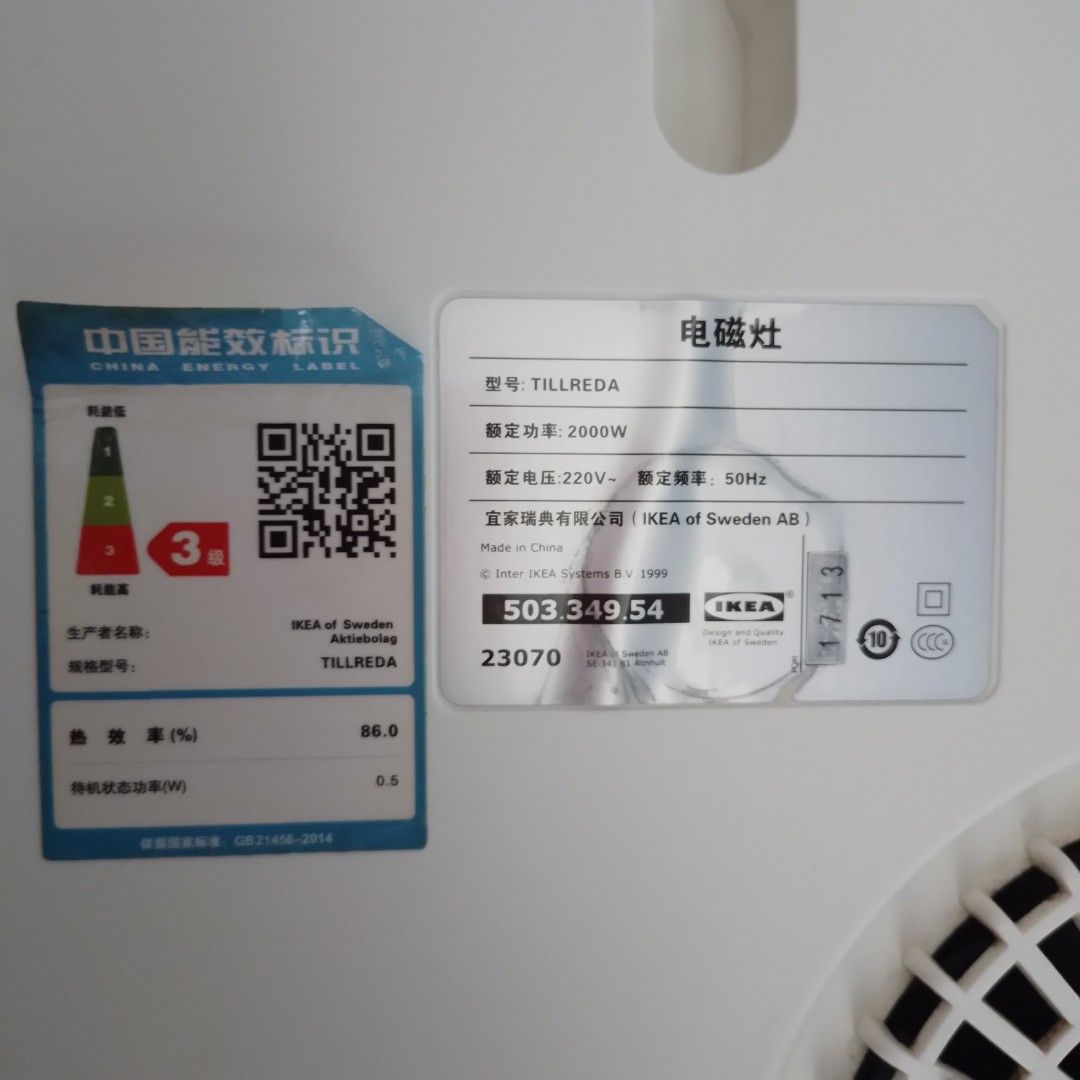 中国能效标识
CHINA ENERGY LABEL
耗能低
1
2
3
3级
耗能高
生产者名称:
IKEA of Sweden
Aktiebolag
规格型号:
TILLREDA
热 效 率(%)
86.0
待机状态功率(W)
0.5
依据国家标准: GB21456-2014
电磁灶
型号: TILLREDA
额定功率: 2000W
额定电压:220V~ 额定频率: 50Hz
宜家瑞典有限公司 ( IKEA of Sweden AB )
Made in China
© Inter IKEA Systems B.V. 1999
503.349.54
23070
IKEA of Sweden AB
SE-343 81 Älmhult
IKEA®
Design and Quality
IKEA of Sweden
1713
10
CCC